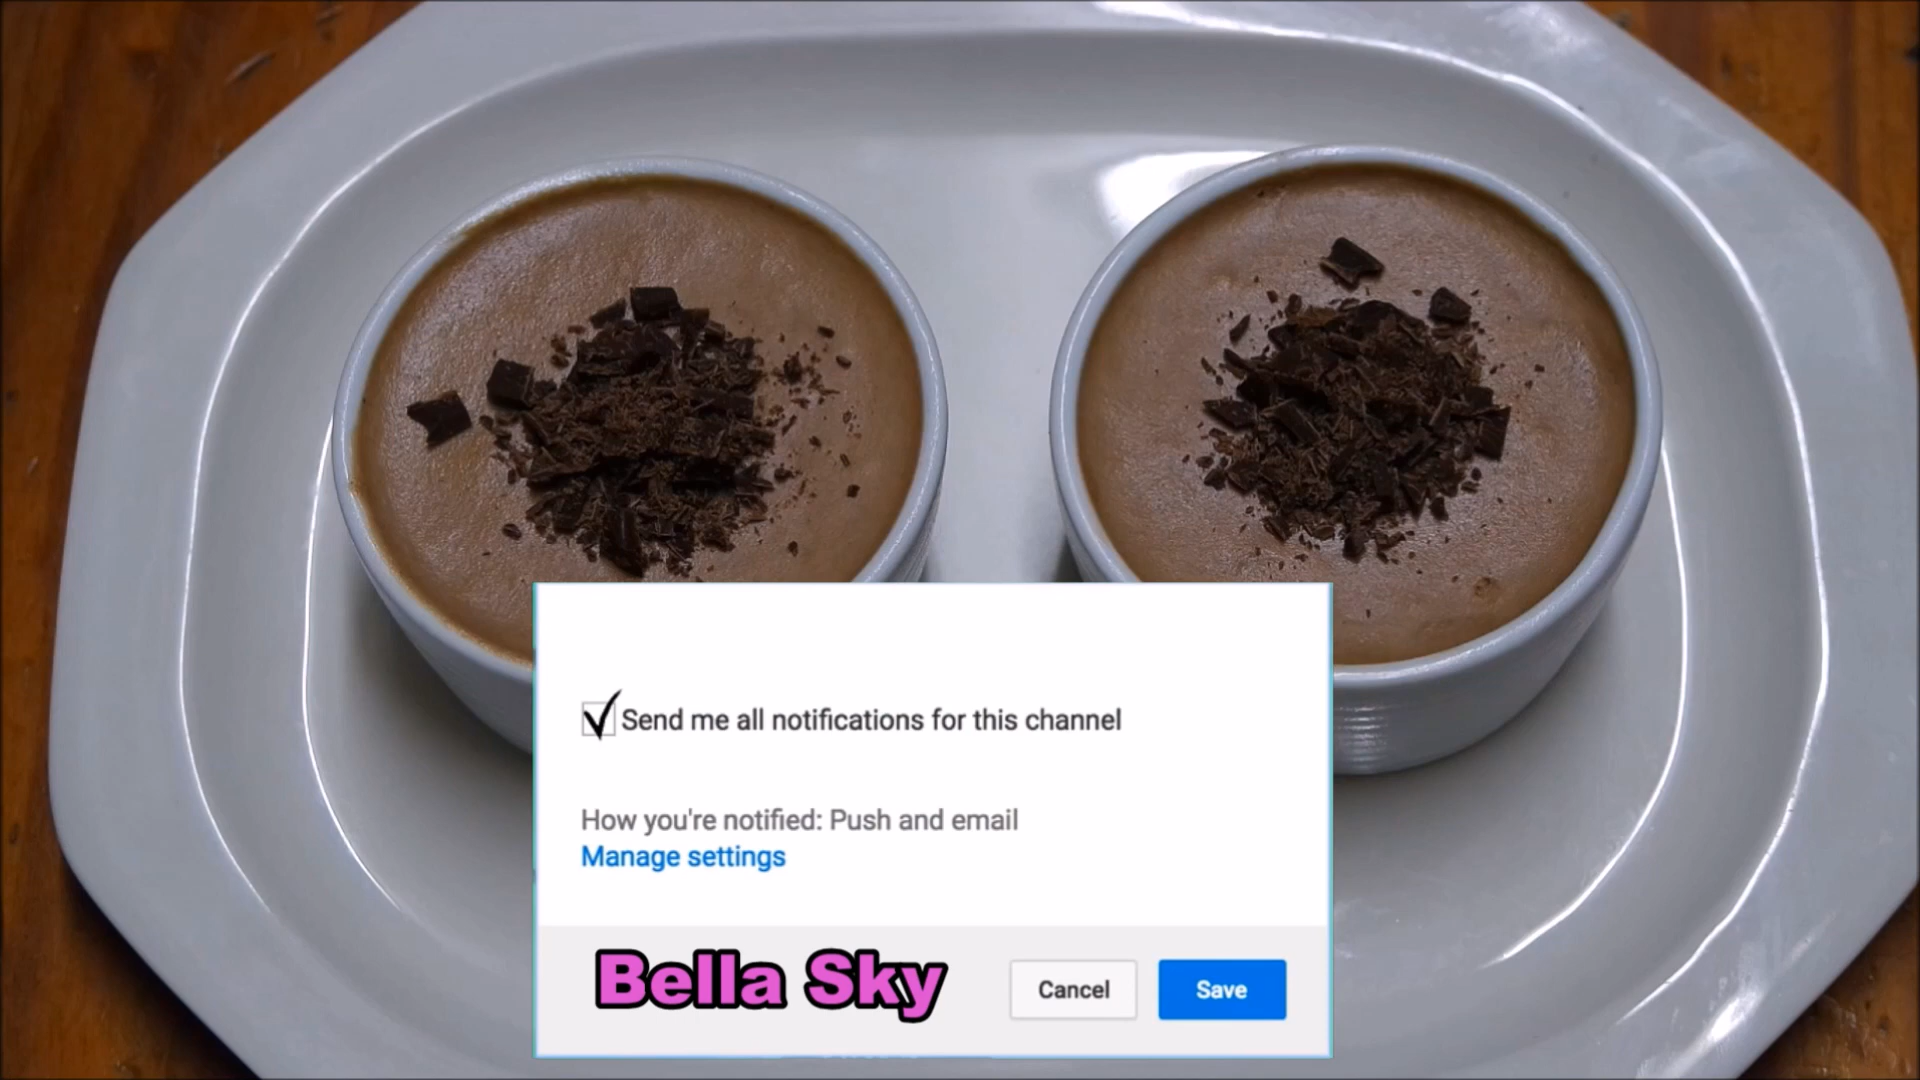 Send me all notifications for this channel
How you're notified: Push and email
Manage settings
Bella Sky
Cancel
Save